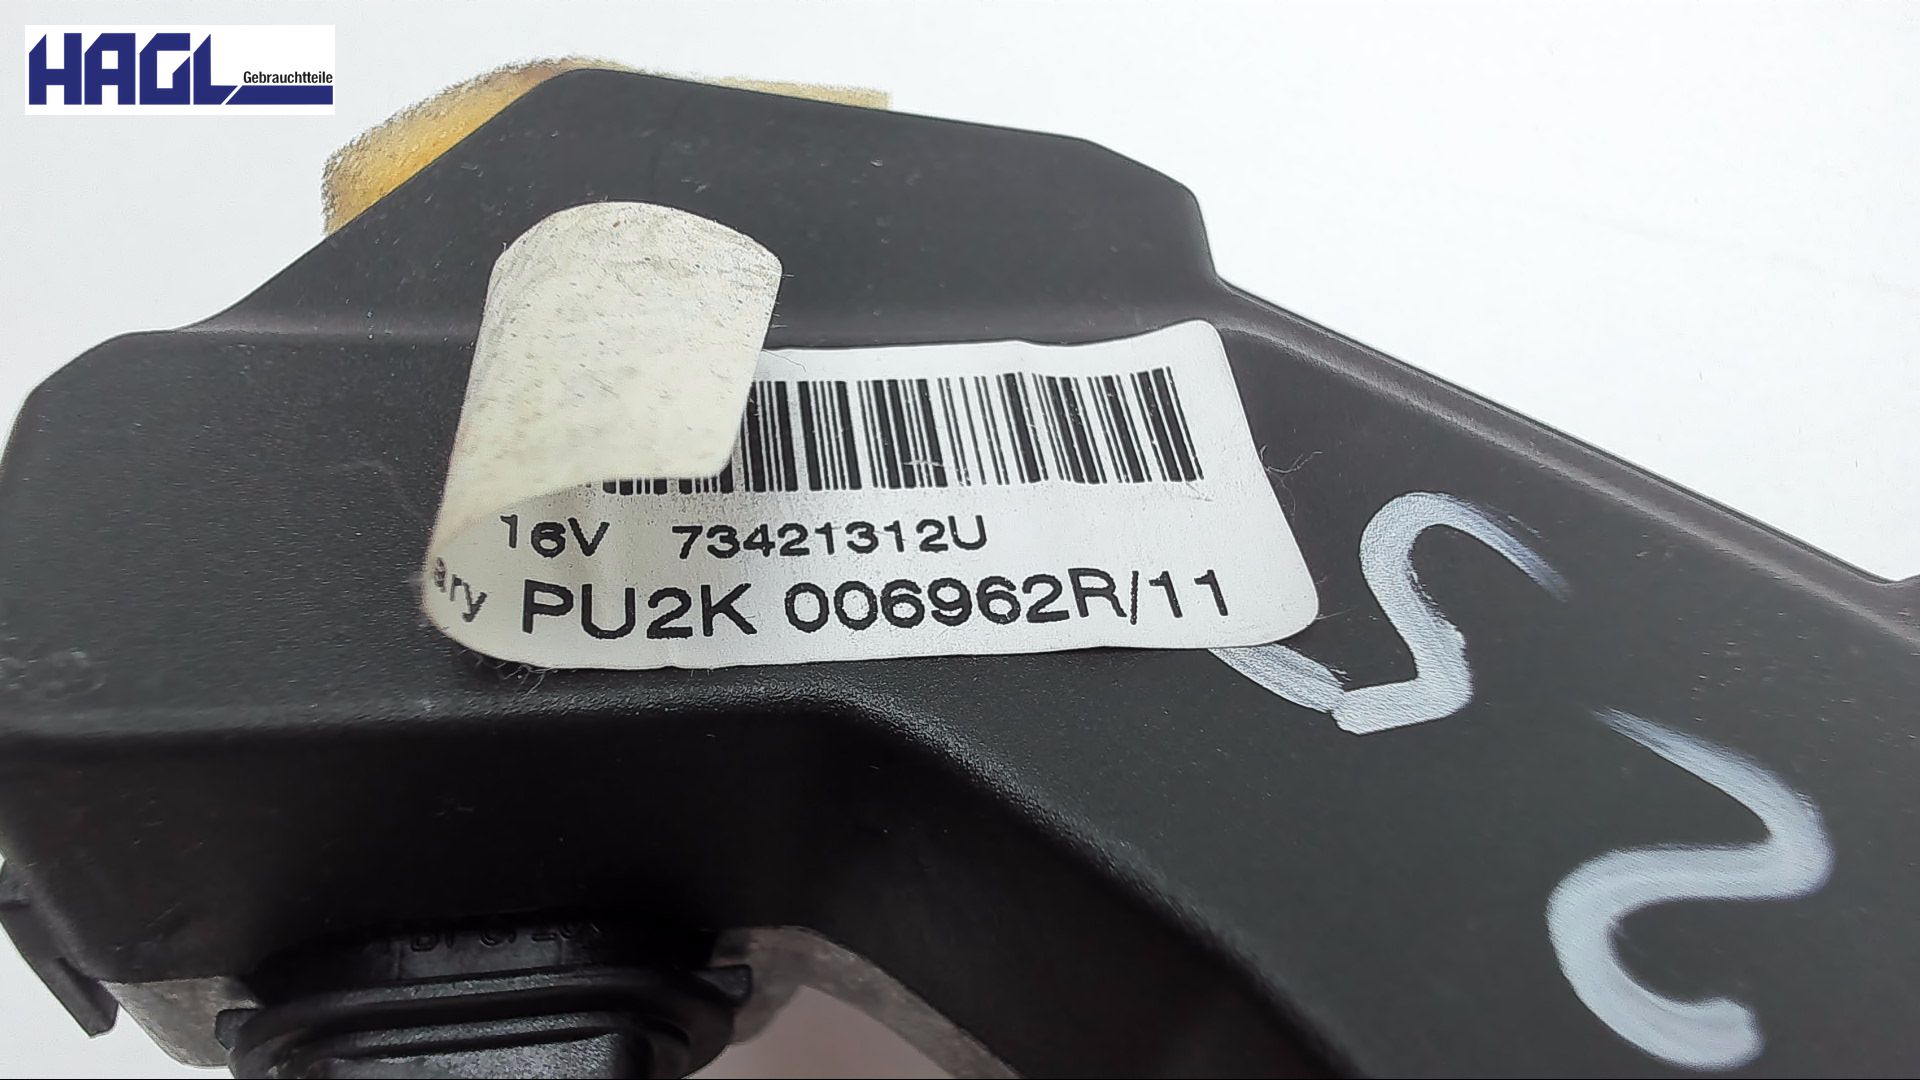 HAGL
Gebrauchtteile
16V 73421312U
ary PU2K 006962R/11